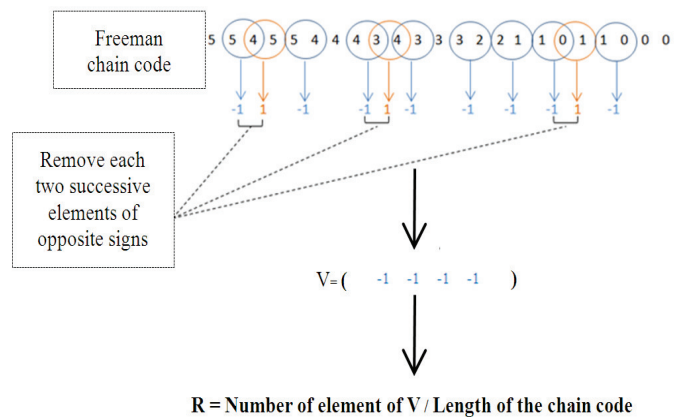 Freeman
chain code
5 5 4 5 5 4 4 4 3 4 3 3 3 2 2 1 1 0 1 1 0 0 0
-1 1 -1 -1 1 -1 -1 -1 -1 1 -1
Remove each
two successive
elements of
opposite signs
V= ( -1 -1 -1 -1 )
R = Number of element of V / Length of the chain code